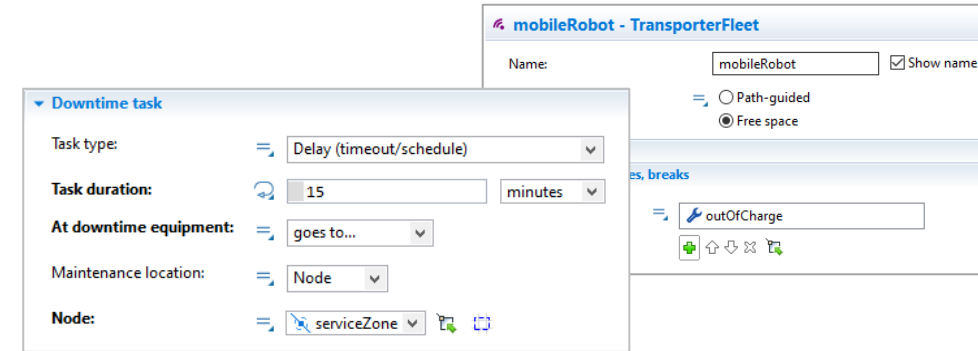 mobileRobot - TransporterFleet
Name:
mobileRobot
Show name
Path-guided
Free space
es, breaks
outOfCharge
Downtime task
Task type:
Delay (timeout/schedule)
Task duration:
15
minutes
At downtime equipment:
goes to...
Maintenance location:
Node
Node:
serviceZone